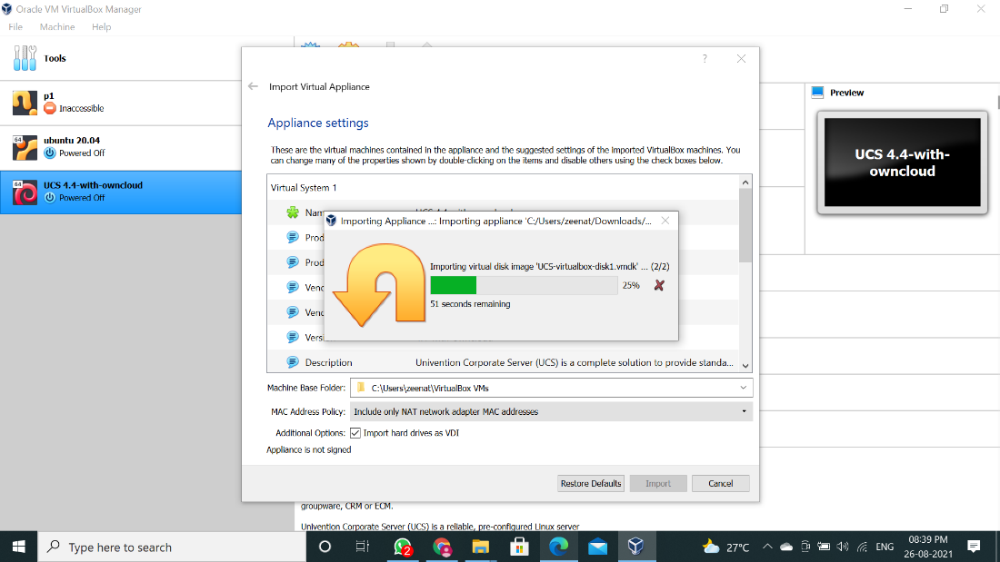 Oracle VM VirtualBox Manager
File Machine Help
Tools
p1
Inaccessible
64
ubuntu 20.04
Powered Off
64
UCS 4.4-with-owncloud
Powered Off
?
Import Virtual Appliance
Appliance settings
These are the virtual machines contained in the appliance and the suggested settings of the imported VirtualBox machines. You
can change many of the properties shown by double-clicking on the items and disable others using the check boxes below.
Virtual System 1
Nam
Prod
Prod
Vend
Vend
Vers
Description Univention Corporate Server (UCS) is a complete solution to provide standa...
Importing Appliance ...: Importing appliance 'C:/Users/zeenat/Downloads/...
Importing virtual disk image 'UCS-virtualbox-disk1.vmdk' ... (2/2)
25%
51 seconds remaining
Machine Base Folder: C:\Users\zeenat\VirtualBox VMs
MAC Address Policy: Include only NAT network adapter MAC addresses
Additional Options: Import hard drives as VDI
Appliance is not signed
Restore Defaults Import Cancel
groupware, CRM or ECM.
Univention Corporate Server (UCS) is a reliable, pre-configured Linux server
Preview
UCS 4.4-with-
owncloud
Type here to search
2
27°C
ENG
08:39 PM
26-08-2021